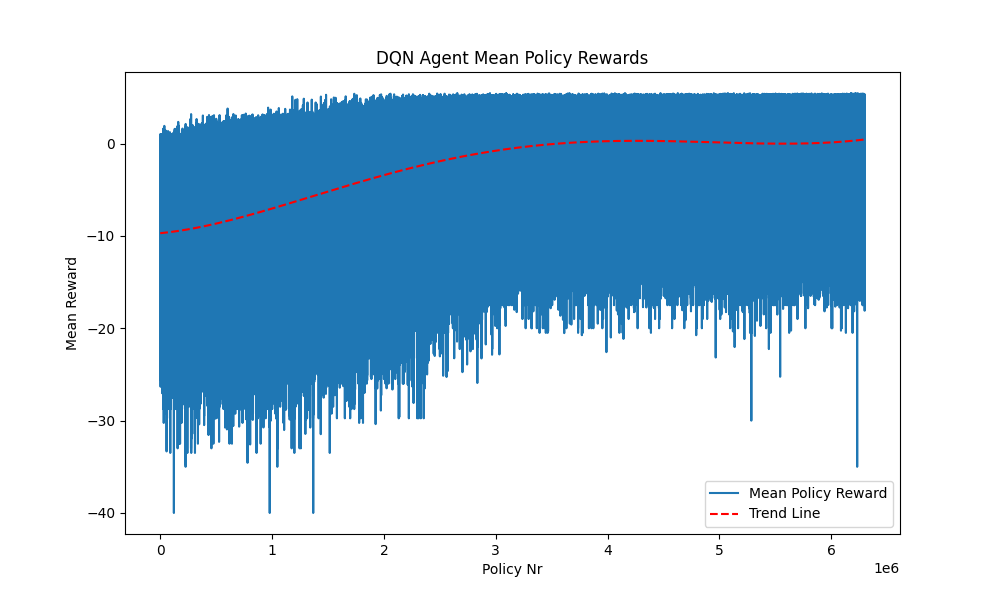 DQN Agent Mean Policy Rewards
Mean Reward
0
−10
−20
−30
−40
0 1 2 3 4 5 6
1e6
Policy Nr
Mean Policy Reward
Trend Line